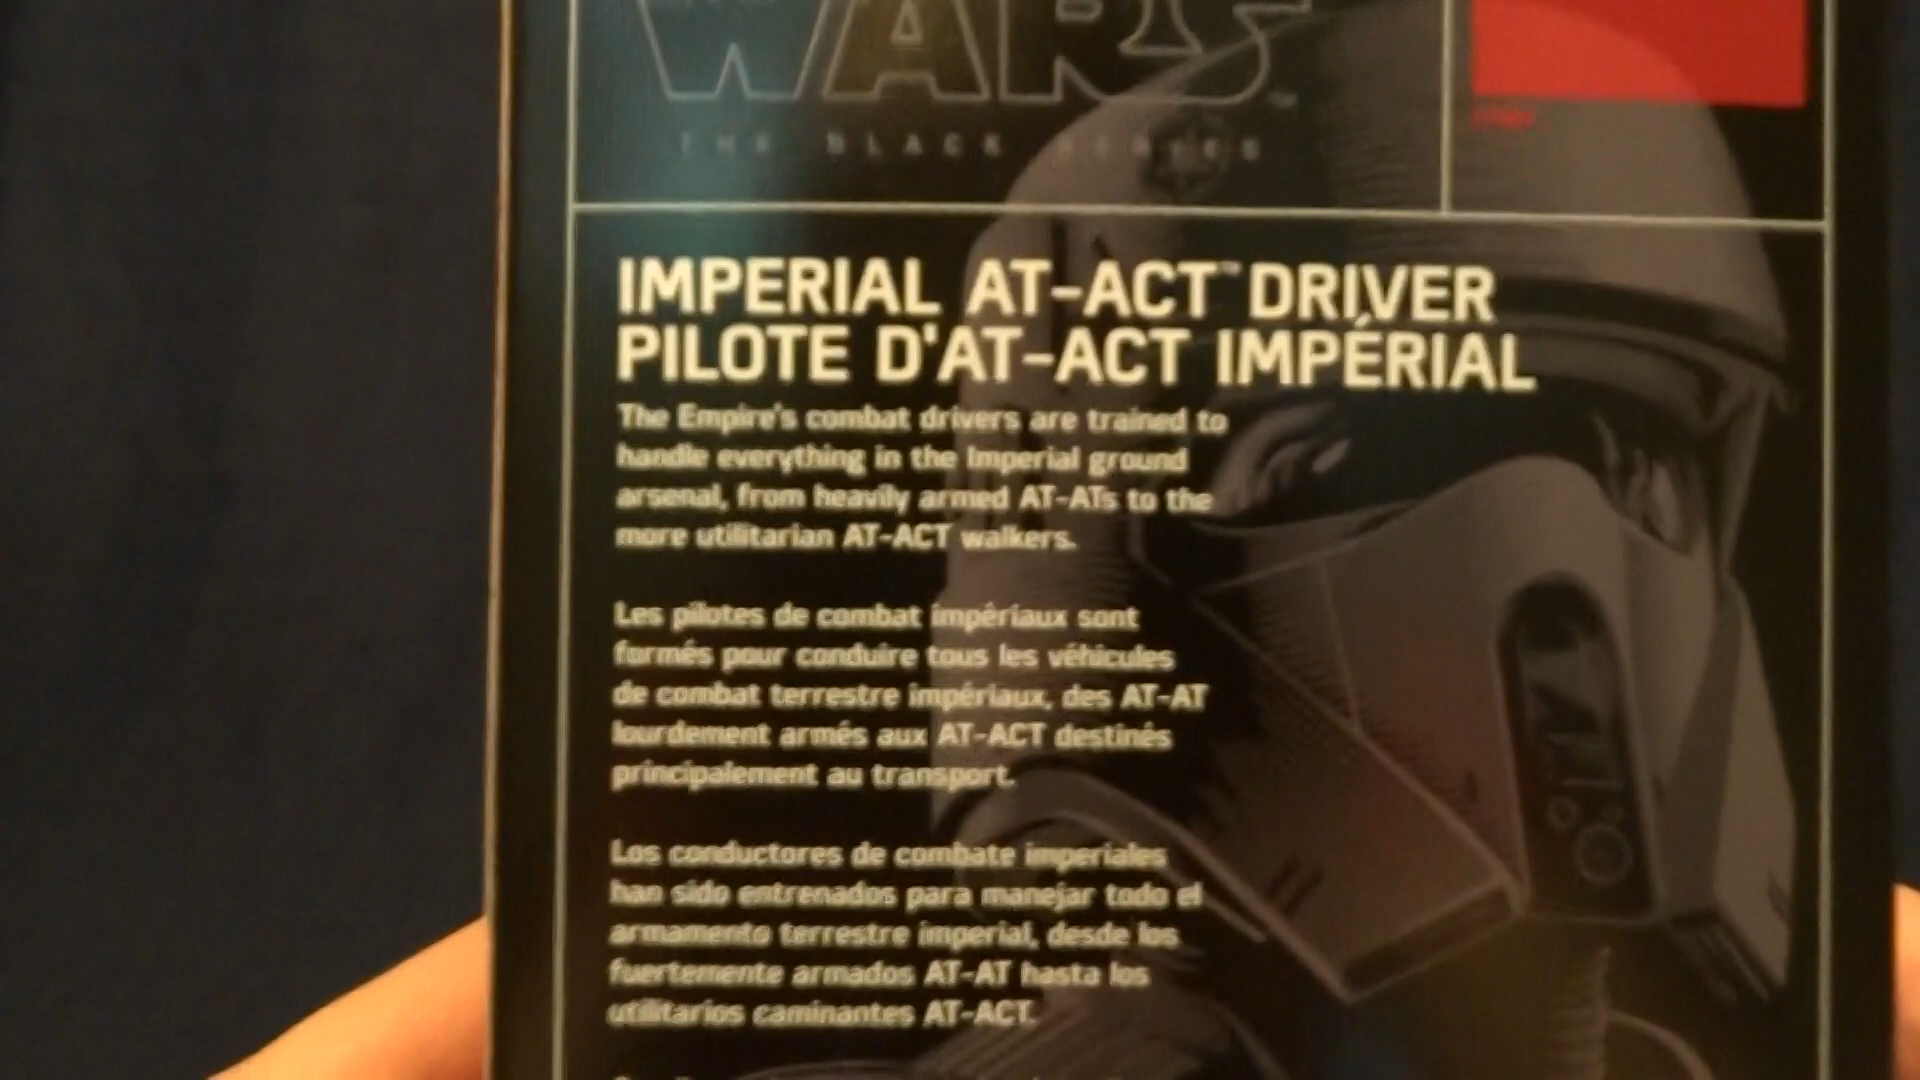 WARS
THE BLACK SERIES
IMPERIAL AT-ACT™ DRIVER
PILOTE D'AT-ACT IMPÉRIAL
The Empire's combat drivers are trained to
handle everything in the Imperial ground
arsenal, from heavily armed AT-ATs to the
more utilitarian AT-ACT walkers.
Les pilotes de combat impériaux sont
formés pour conduire tous les véhicules
de combat terrestre impériaux, des AT-AT
lourdement armés aux AT-ACT destinés
principalement au transport.
Los conductores de combate imperiales
han sido entrenados para manejar todo el
armamento terrestre imperial, desde los
fuertemente armados AT-AT hasta los
utilitarios caminantes AT-ACT.